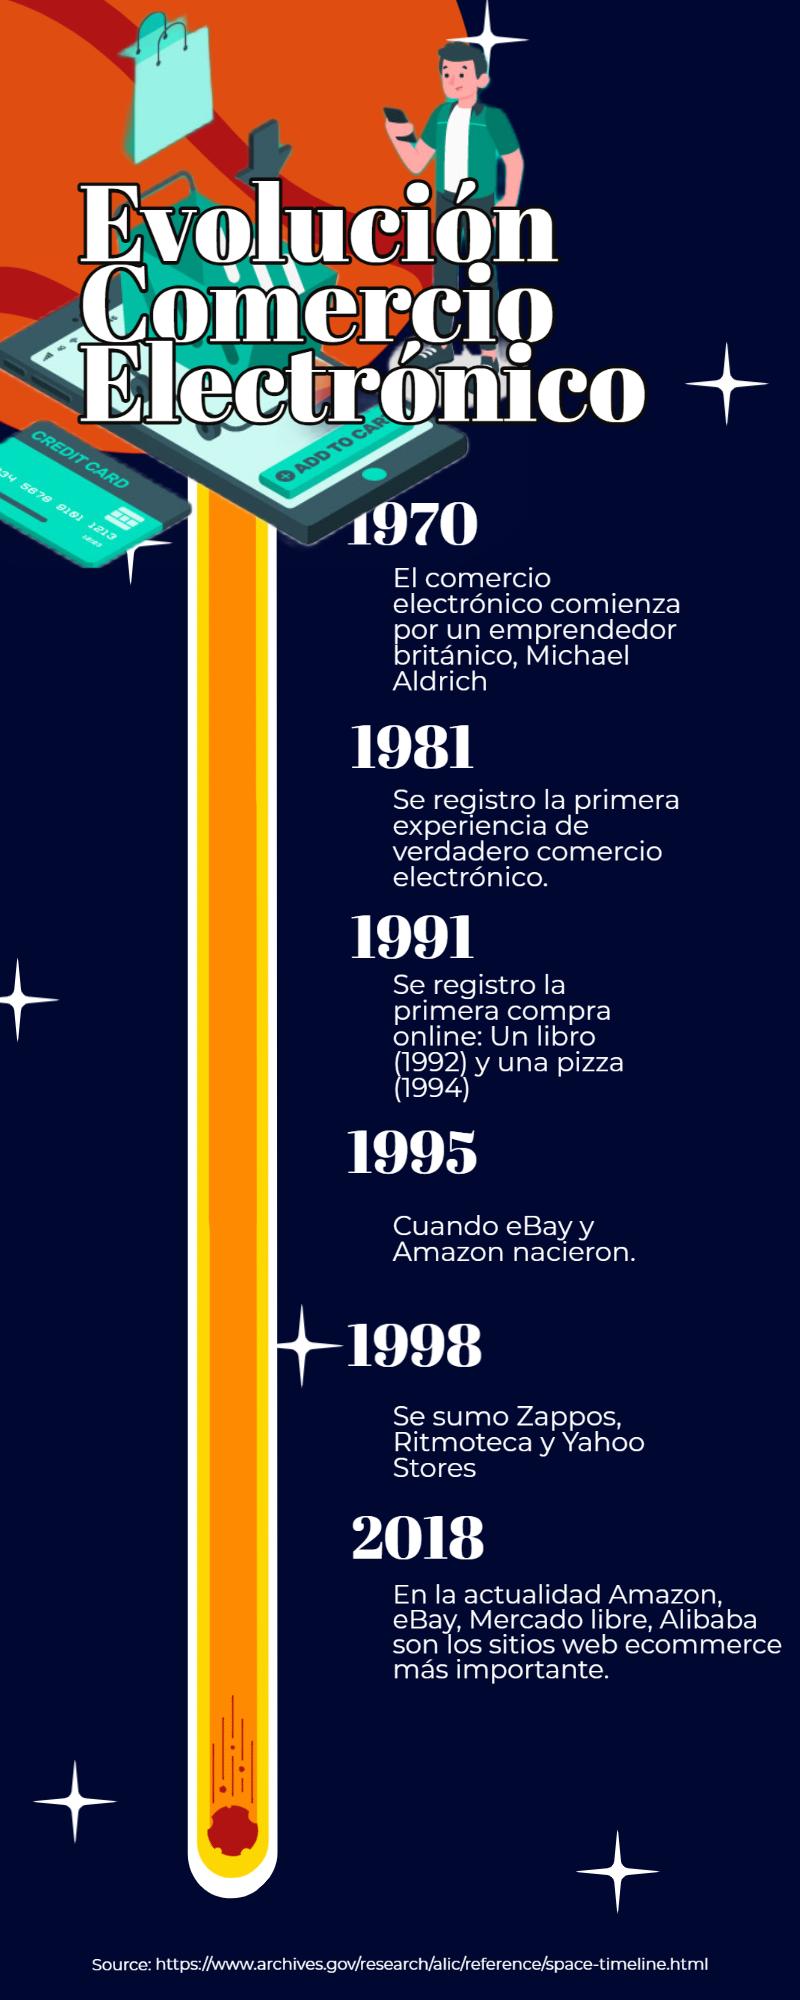 Evolución
Comercio
Electrónico
ADD TO CAR
CREDIT CARD
34 5678 9101 1213
1970
El comercio
electrónico comienza
por un emprendedor
británico, Michael
Aldrich
1981
Se registro la primera
experiencia de
verdadero comercio
electrónico.
1991
Se registro la
primera compra
online: Un libro
(1992) y una pizza
(1994)
1995
Cuando eBay y
Amazon nacieron.
1998
Se sumo Zappos,
Ritmoteca y Yahoo
Stores
2018
En la actualidad Amazon,
eBay, Mercado libre, Alibaba
son los sitios web ecommerce
más importante.
Source: https://www.archives.gov/research/alic/reference/space-timeline.html